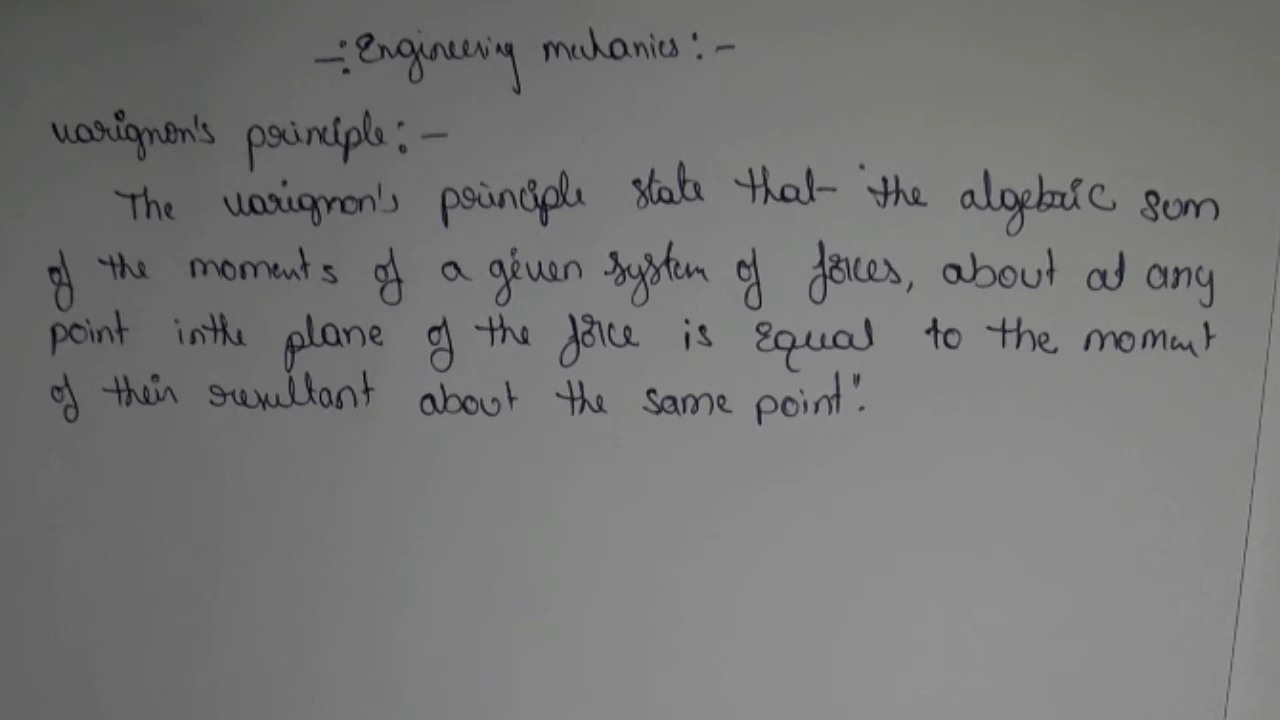 -: Engineering mechanics :-
varignon's principle :-
The varignon's principle state that "the algebric sum
of the moments of a given system of forces, about at any
point in the plane of the force is equal to the moment
of their resultant about the same point".